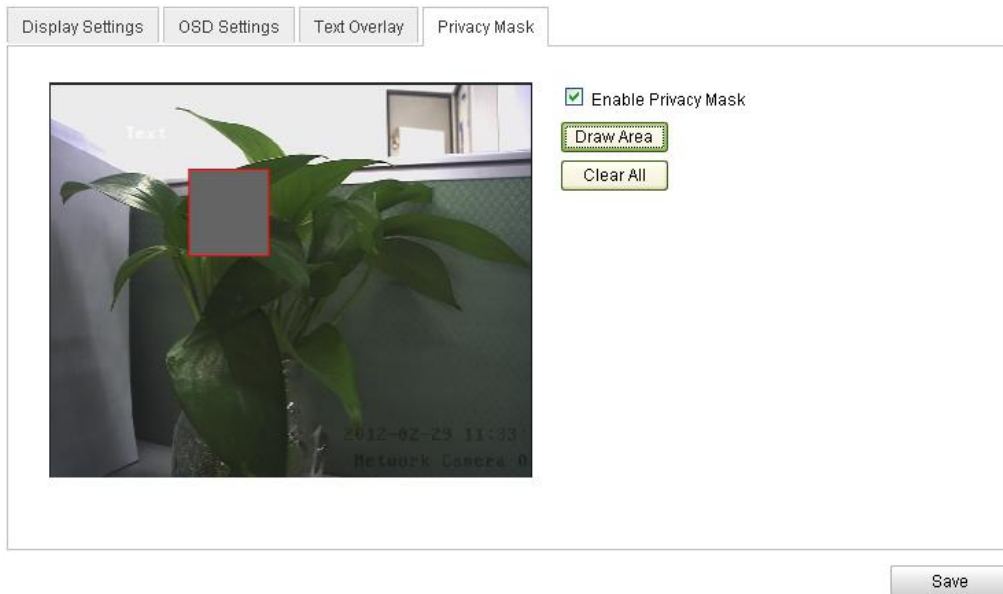 Display Settings
OSD Settings
Text Overlay
Privacy Mask
Enable Privacy Mask
Draw Area
Clear All
Text
2012-02-29 11:33:
Network Camera 0
Save